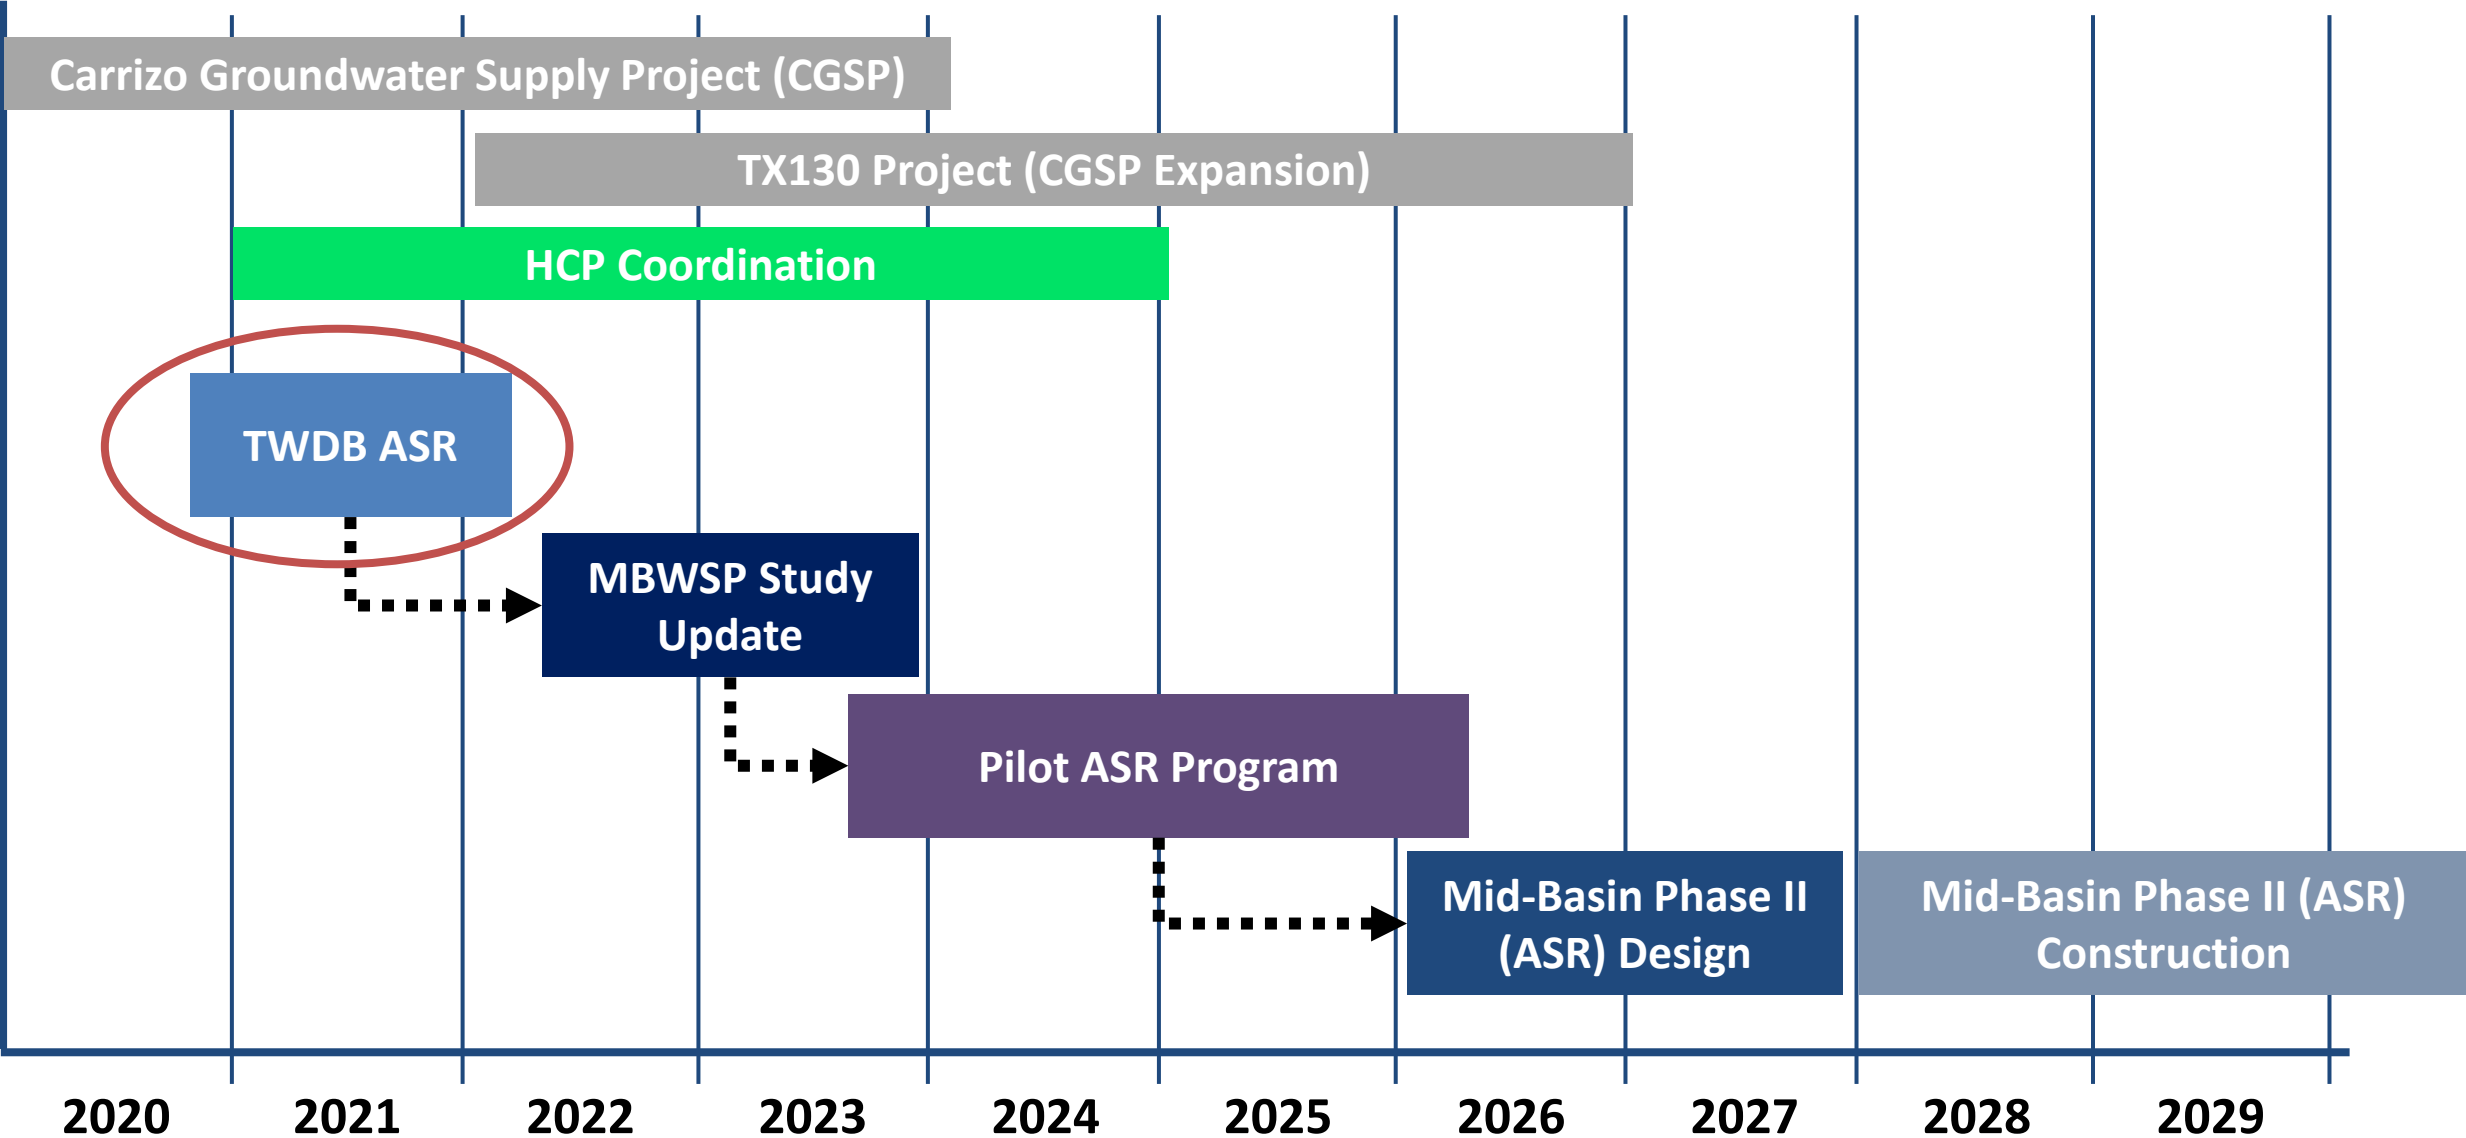 Carrizo Groundwater Supply Project (CGSP)
TX130 Project (CGSP Expansion)
HCP Coordination
TWDB ASR
MBWSP Study
Update
Pilot ASR Program
Mid-Basin Phase II
(ASR) Design
Mid-Basin Phase II (ASR)
Construction
2020 2021 2022 2023 2024 2025 2026 2027 2028 2029